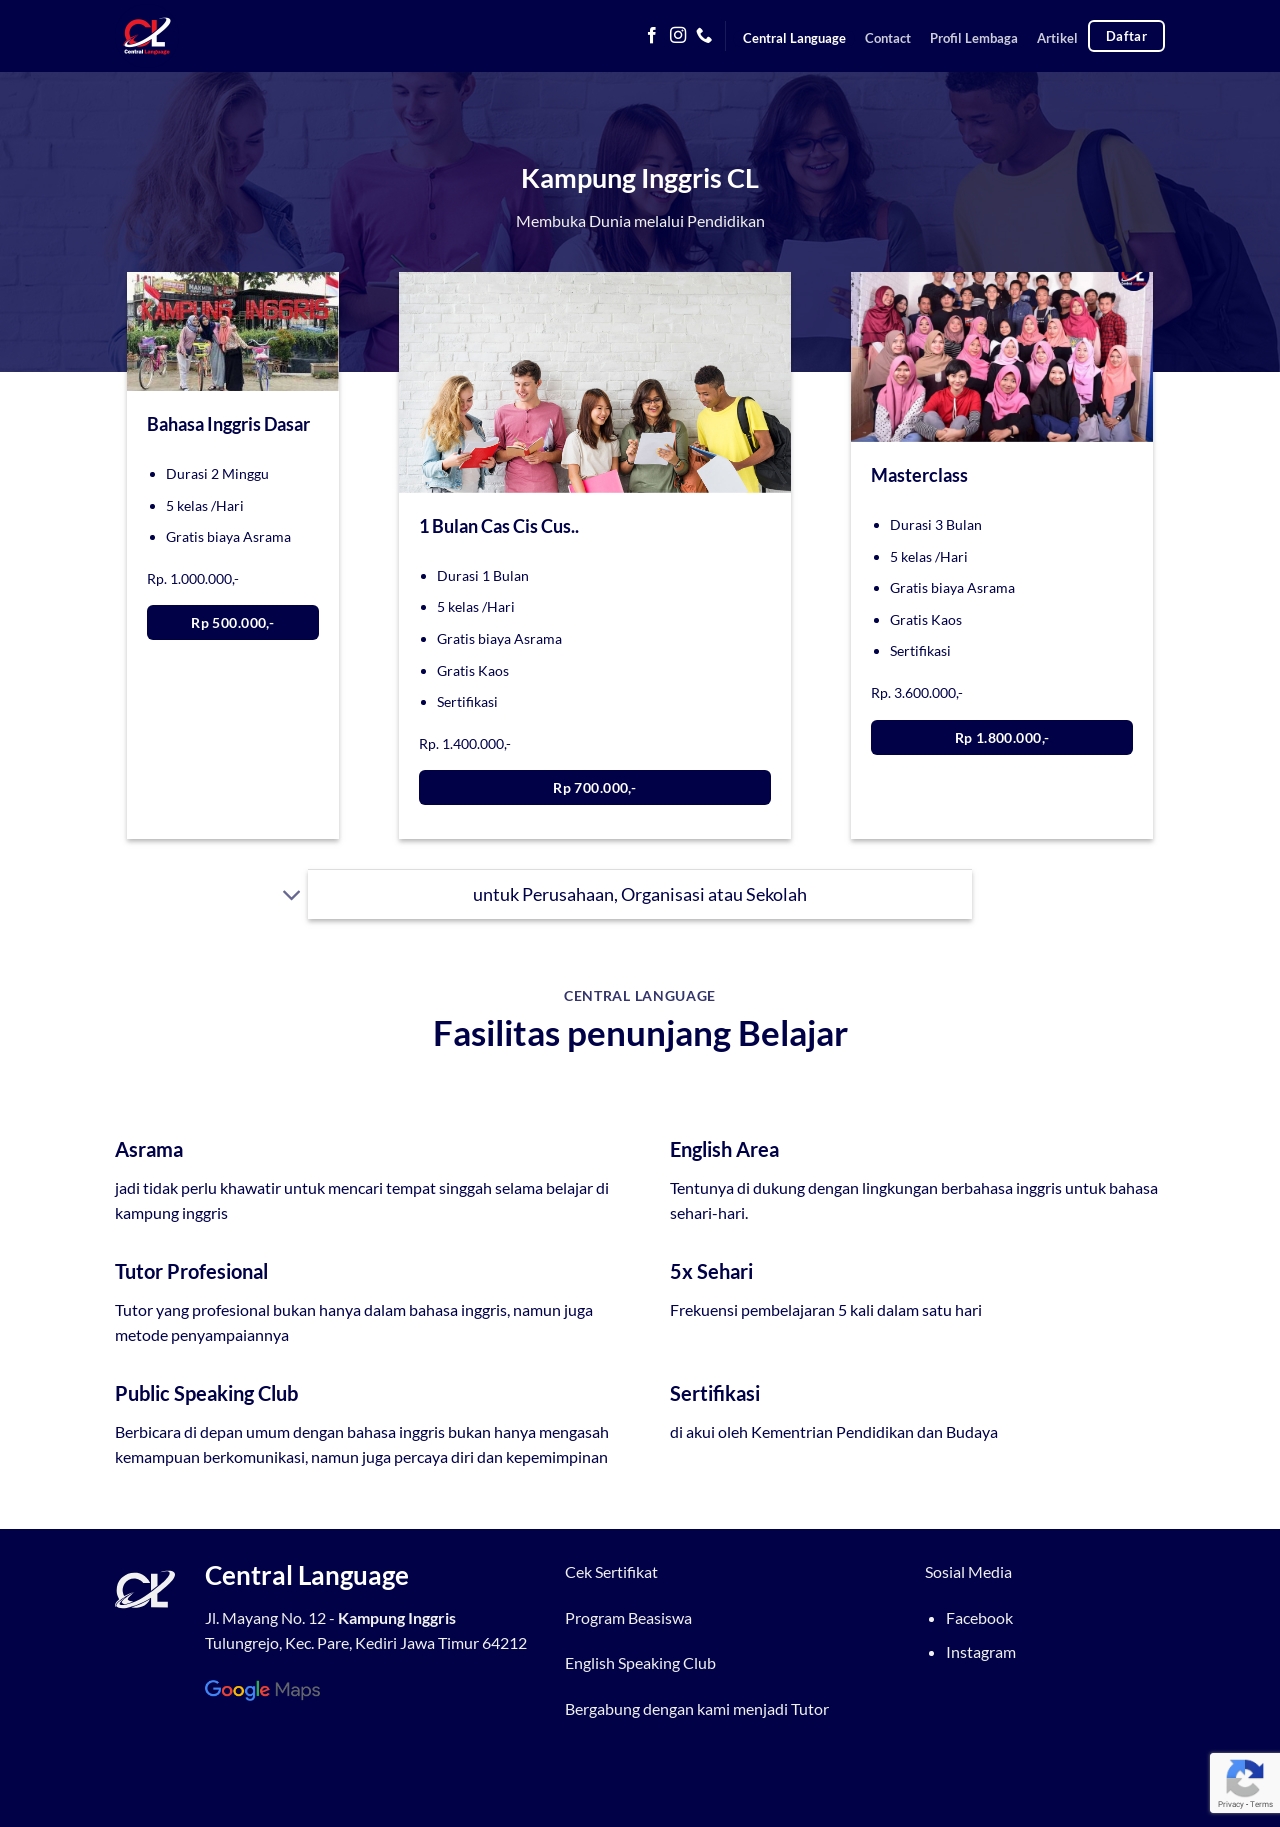 CL
Central Language
Central Language
Contact
Profil Lembaga
Artikel
Daftar
Kampung Inggris CL
Membuka Dunia melalui Pendidikan
KAMPUNG INGGRIS
Bahasa Inggris Dasar
Durasi 2 Minggu
5 kelas /Hari
Gratis biaya Asrama
Rp. 1.000.000,-
Rp 500.000,-
1 Bulan Cas Cis Cus..
Durasi 1 Bulan
5 kelas /Hari
Gratis biaya Asrama
Gratis Kaos
Sertifikasi
Rp. 1.400.000,-
Rp 700.000,-
Masterclass
Durasi 3 Bulan
5 kelas /Hari
Gratis biaya Asrama
Gratis Kaos
Sertifikasi
Rp. 3.600.000,-
Rp 1.800.000,-
untuk Perusahaan, Organisasi atau Sekolah
CENTRAL LANGUAGE
Fasilitas penunjang Belajar
Asrama
jadi tidak perlu khawatir untuk mencari tempat singgah selama belajar di
kampung inggris
English Area
Tentunya di dukung dengan lingkungan berbahasa inggris untuk bahasa
sehari-hari.
Tutor Profesional
Tutor yang profesional bukan hanya dalam bahasa inggris, namun juga
metode penyampaiannya
5x Sehari
Frekuensi pembelajaran 5 kali dalam satu hari
Public Speaking Club
Berbicara di depan umum dengan bahasa inggris bukan hanya mengasah
kemampuan berkomunikasi, namun juga percaya diri dan kepemimpinan
Sertifikasi
di akui oleh Kementrian Pendidikan dan Budaya
CL
Central Language
Jl. Mayang No. 12 - Kampung Inggris
Tulungrejo, Kec. Pare, Kediri Jawa Timur 64212
Google Maps
Cek Sertifikat
Program Beasiswa
English Speaking Club
Bergabung dengan kami menjadi Tutor
Sosial Media
Facebook
Instagram
Privacy - Terms